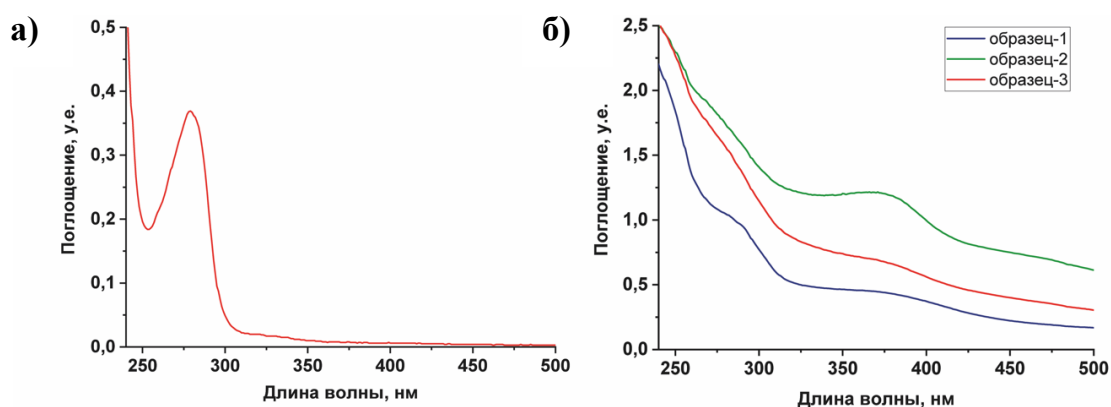 а)
0,5
0,4
0,3
0,2
0,1
0,0
Поглощение, у.е.
250 300 350 400 450 500
Длина волны, нм
б)
2,5
2,0
1,5
1,0
0,5
0,0
Поглощение, у.е.
образец-1
образец-2
образец-3
250 300 350 400 450 500
Длина волны, нм